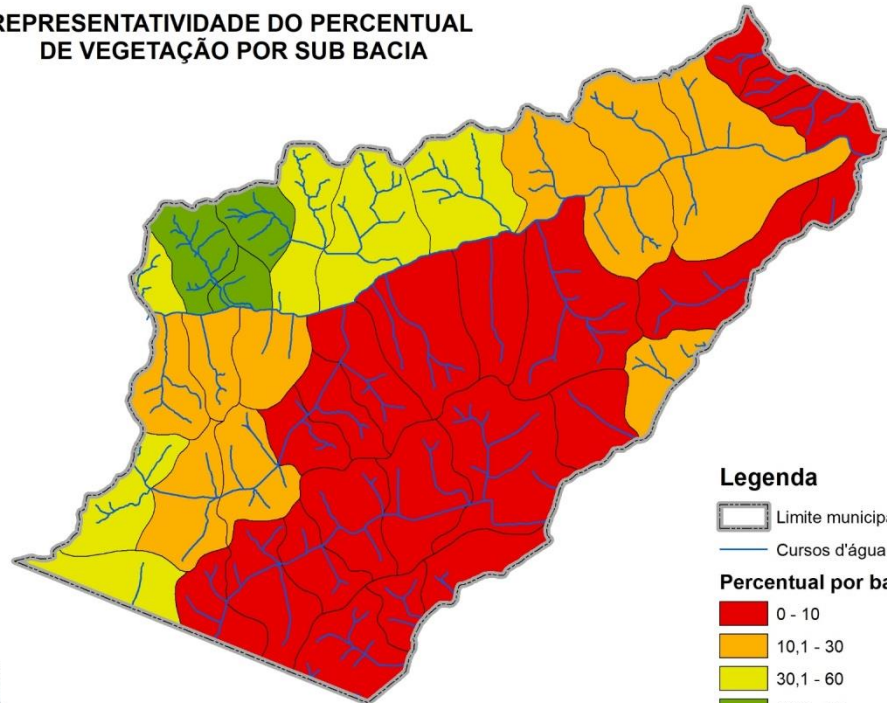 REPRESENTATIVIDADE DO PERCENTUAL
DE VEGETAÇÃO POR SUB BACIA
Legenda
Limite municipa
Cursos d'água
Percentual por ba
0 - 10
10,1 - 30
30,1 - 60